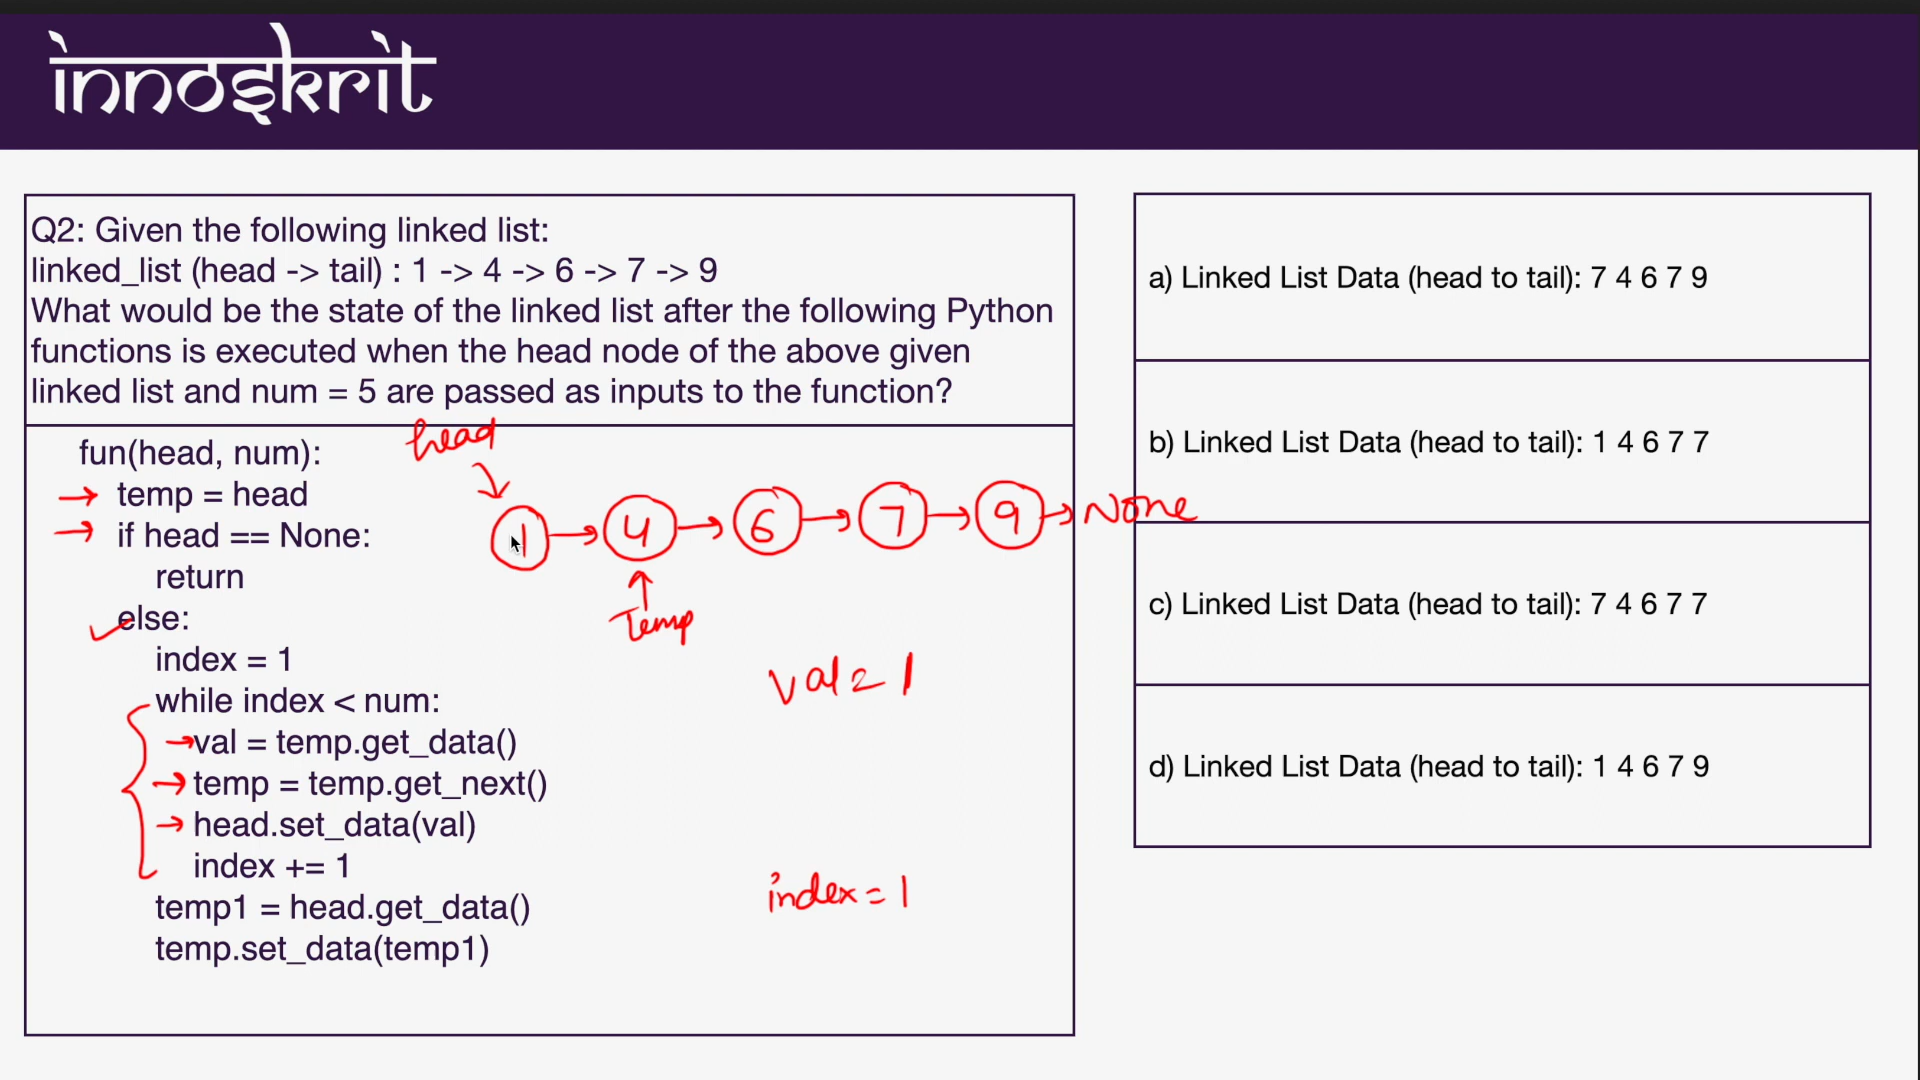 innoskrit
Q2: Given the following linked list:
linked_list (head -> tail) : 1 -> 4 -> 6 -> 7 -> 9
What would be the state of the linked list after the following Python
functions is executed when the head node of the above given
linked list and num = 5 are passed as inputs to the function?
fun(head, num):
temp = head
if head == None:
return
else:
index = 1
while index < num:
val = temp.get_data()
temp = temp.get_next()
head.set_data(val)
index += 1
temp1 = head.get_data()
temp.set_data(temp1)
head
1 → 4 → 6 → 7 → 9 → None
Temp
val = 1
index = 1
a) Linked List Data (head to tail): 7 4 6 7 9
b) Linked List Data (head to tail): 1 4 6 7 7
c) Linked List Data (head to tail): 7 4 6 7 7
d) Linked List Data (head to tail): 1 4 6 7 9